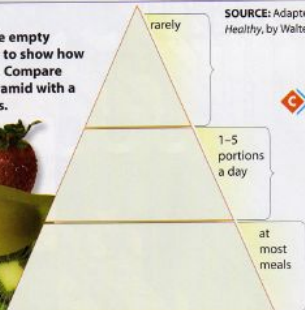 e empty
to show how
Compare
ramid with a
s.
rarely
SOURCE: Adapte
Healthy, by Walte
C
1–5
portions
a day
at
most
meals